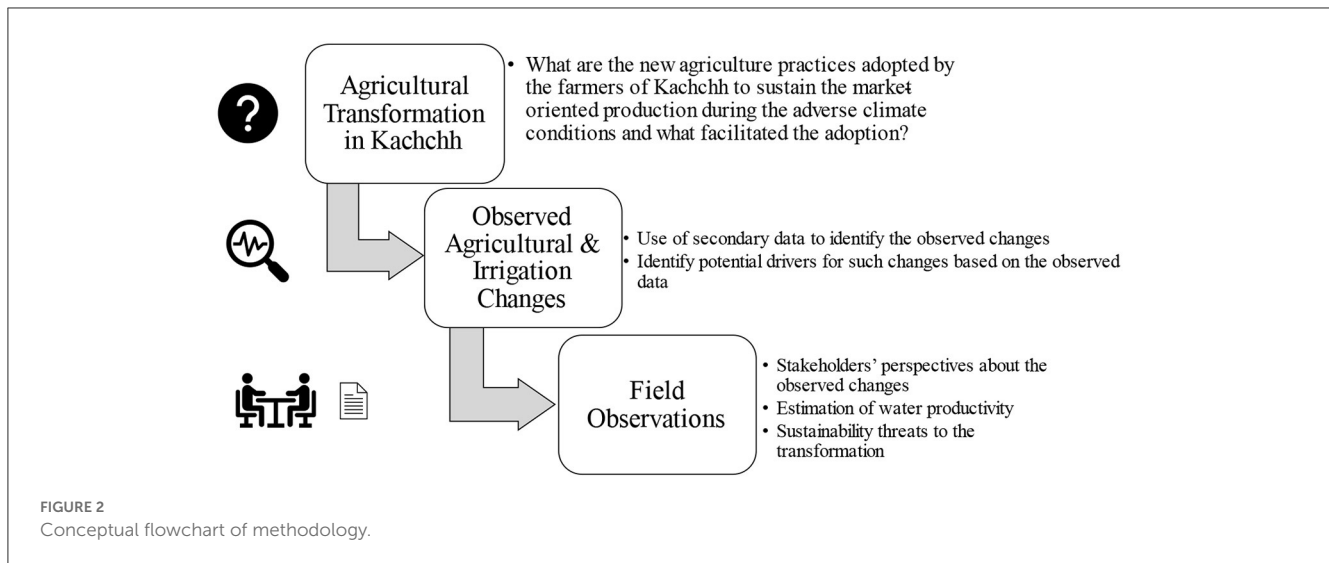 Agricultural
Transformation
in Kachchh
• What are the new agriculture practices adopted by
the farmers of Kachchh to sustain the market
oriented production during the adverse climate
conditions and what facilitated the adoption?
?
Observed
Agricultural &
Irrigation
Changes
• Use of secondary data to identify the observed changes
• Identify potential drivers for such changes based on the observed
data
Field
Observations
• Stakeholders' perspectives about the
observed changes
• Estimation of water productivity
• Sustainability threats to the
transformation
FIGURE 2
Conceptual flowchart of methodology.